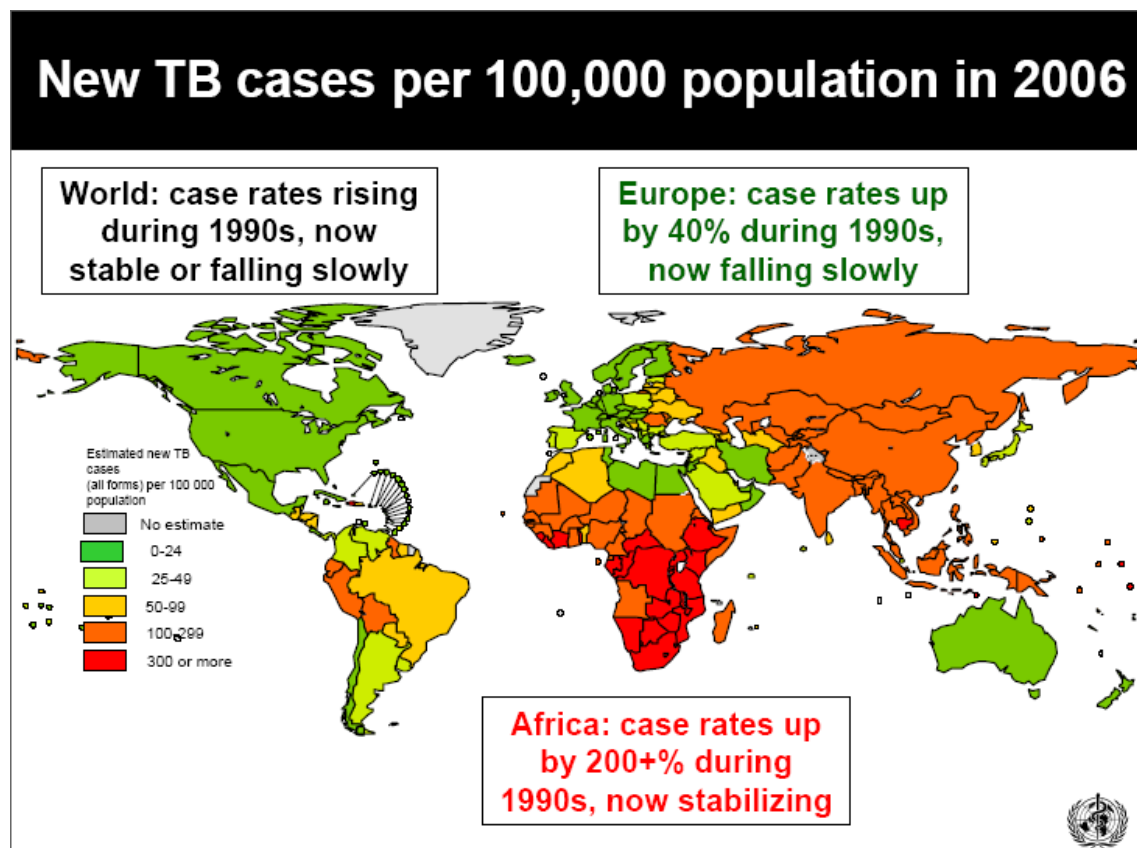 New TB cases per 100,000 population in 2006
World: case rates rising
during 1990s, now
stable or falling slowly
Europe: case rates up
by 40% during 1990s,
now falling slowly
Estimated new TB
cases
(all forms) per 100 000
population
No estimate
0-24
25-49
50-99
100-299
300 or more
Africa: case rates up
by 200+% during
1990s, now stabilizing